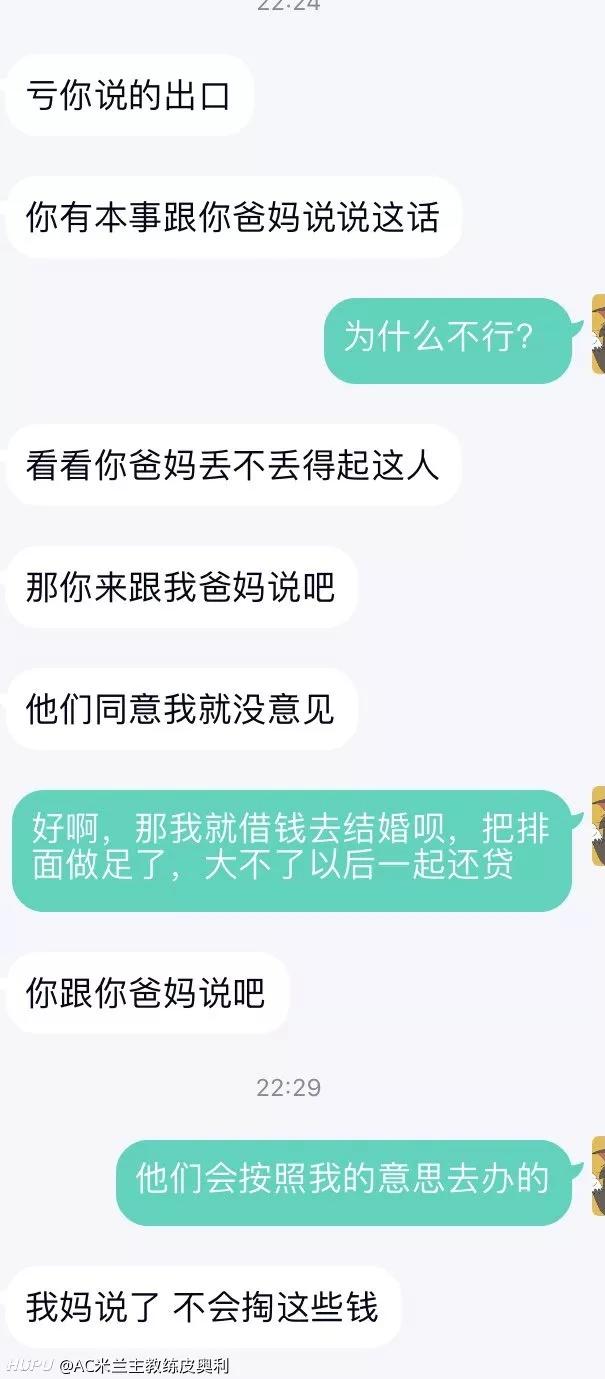 22:24
亏你说的出口
你有本事跟你爸妈说说这话
为什么不行？
看看你爸妈丢不丢得起这人
那你来跟我爸妈说吧
他们同意我就没意见
好啊，那我就借钱去结婚呗，把排
面做足了，大不了以后一起还贷
你跟你爸妈说吧
22:29
他们会按照我的意思去办的
我妈说了 不会掏这些钱
HUPU @AC米兰主教练皮奥利